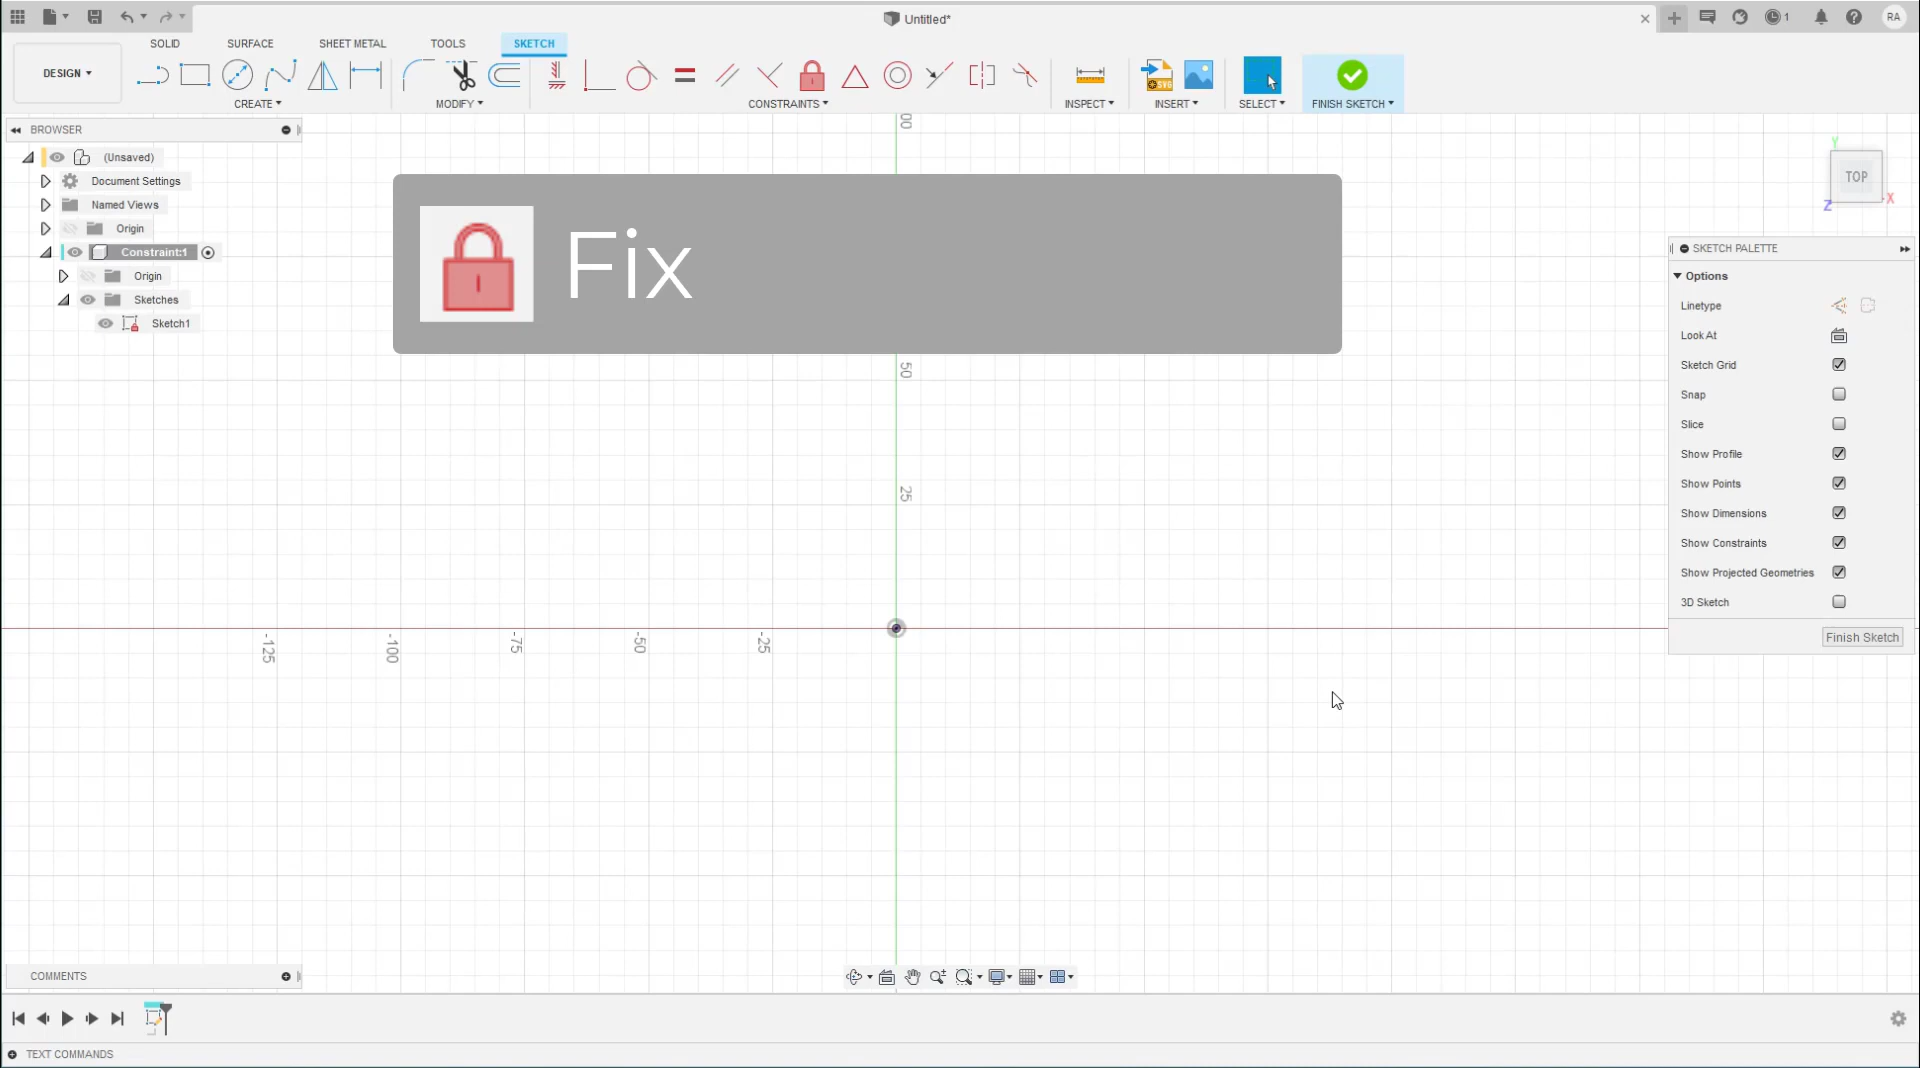 Untitled*
1
RA
SOLID SURFACE SHEET METAL TOOLS SKETCH
DESIGN
CREATE MODIFY CONSTRAINTS INSPECT INSERT SELECT FINISH SKETCH
BROWSER
(Unsaved)
Document Settings
Named Views
Origin
Constraint:1
Origin
Sketches
Sketch1
Fix
00
50
25
-125
-100
-75
-50
-25
Y
TOP
Z
X
SKETCH PALETTE
Options
Linetype
Look At
Sketch Grid
Snap
Slice
Show Profile
Show Points
Show Dimensions
Show Constraints
Show Projected Geometries
3D Sketch
Finish Sketch
COMMENTS
TEXT COMMANDS